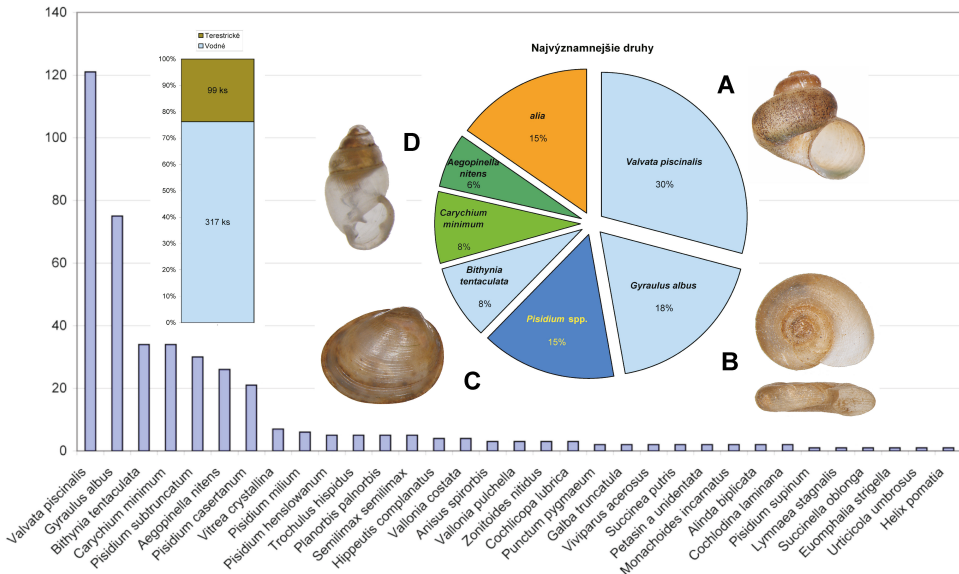 Terestrické
Vodné
100%
90%
80%
70%
60%
50%
40%
30%
20%
10%
0%
99 ks
317 ks
Najvýznamnejšie druhy
alia
15%
Aegopinella
nitens
6%
Carychium
minimum
8%
Bithynia
tentaculata
8%
Pisidium spp.
15%
Gyraulus albus
18%
Valvata piscinalis
30%
A
B
C
D
140
120
100
80
60
40
20
0
Valvata piscinalis
Gyraulus albus
Bithynia tentaculata
Carychium minimum
Pisidium subtruncatum
Aegopinella nitens
Pisidium casertanum
Vitrea crystallina
Pisidium milium
Pisidium henslowanum
Trochulus hispidus
Planorbis planorbis
Semilimax semilimax
Hippeutis complanatus
Vallonia costata
Anisus spirorbis
Vallonia pulchella
Zonitoides nitidus
Cohlicopa lubrica
Punctum pygmaeum
Galba truncatula
Viviparus acerosus
Succinea putris
Petasin a unidentata
Monachoides incarnatus
Alinda biplicata
Cochlodina laminana
Pisidium supinum
Lymnaea stagnalis
Succinella oblonga
Euomphalia strigella
Urticicola umbrosus
Helix pomatia